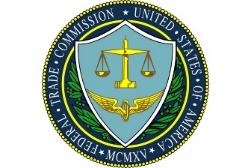 FEDERAL TRADE COMMISSION UNITED STATES OF AMERICA
MCMXV